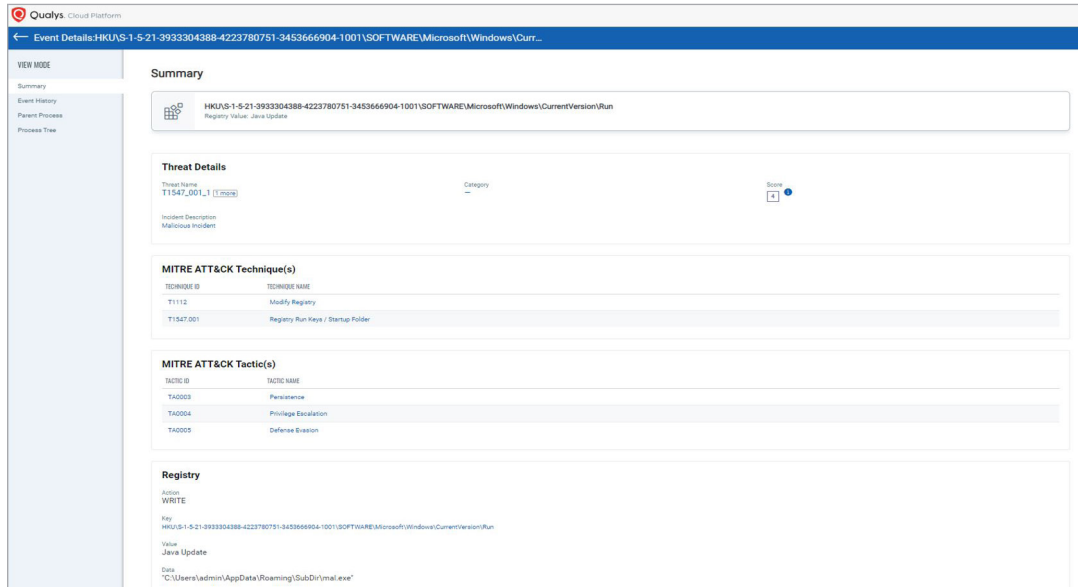 Qualys. Cloud Platform
← Event Details:HKU\S-1-5-21-3933304388-4223780751-3453666904-1001\SOFTWARE\Microsoft\Windows\Curr...
VIEW MODE
Summary
Event History
Parent Process
Process Tree
Summary
HKU\S-1-5-21-3933304388-4223780751-3453666904-1001\SOFTWARE\Microsoft\Windows\CurrentVersion\Run
Registry Value: Java Update
Threat Details
Threat Name Category Score
T1547_001_1 1 more — 4
Incident Description
Malicious Incident
MITRE ATT&CK Technique(s)
TECHNIQUE ID TECHNIQUE NAME
T1112 Modify Registry
T1547.001 Registry Run Keys / Startup Folder
MITRE ATT&CK Tactic(s)
TACTIC ID TACTIC NAME
TA0003 Persistence
TA0004 Privilege Escalation
TA0005 Defense Evasion
Registry
Action
WRITE
Key
HKU\S-1-5-21-3933304388-4223780751-3453666904-1001\SOFTWARE\Microsoft\Windows\CurrentVersion\Run
Value
Java Update
Data
"C:\Users\admin\AppData\Roaming\SubDir\mal.exe"